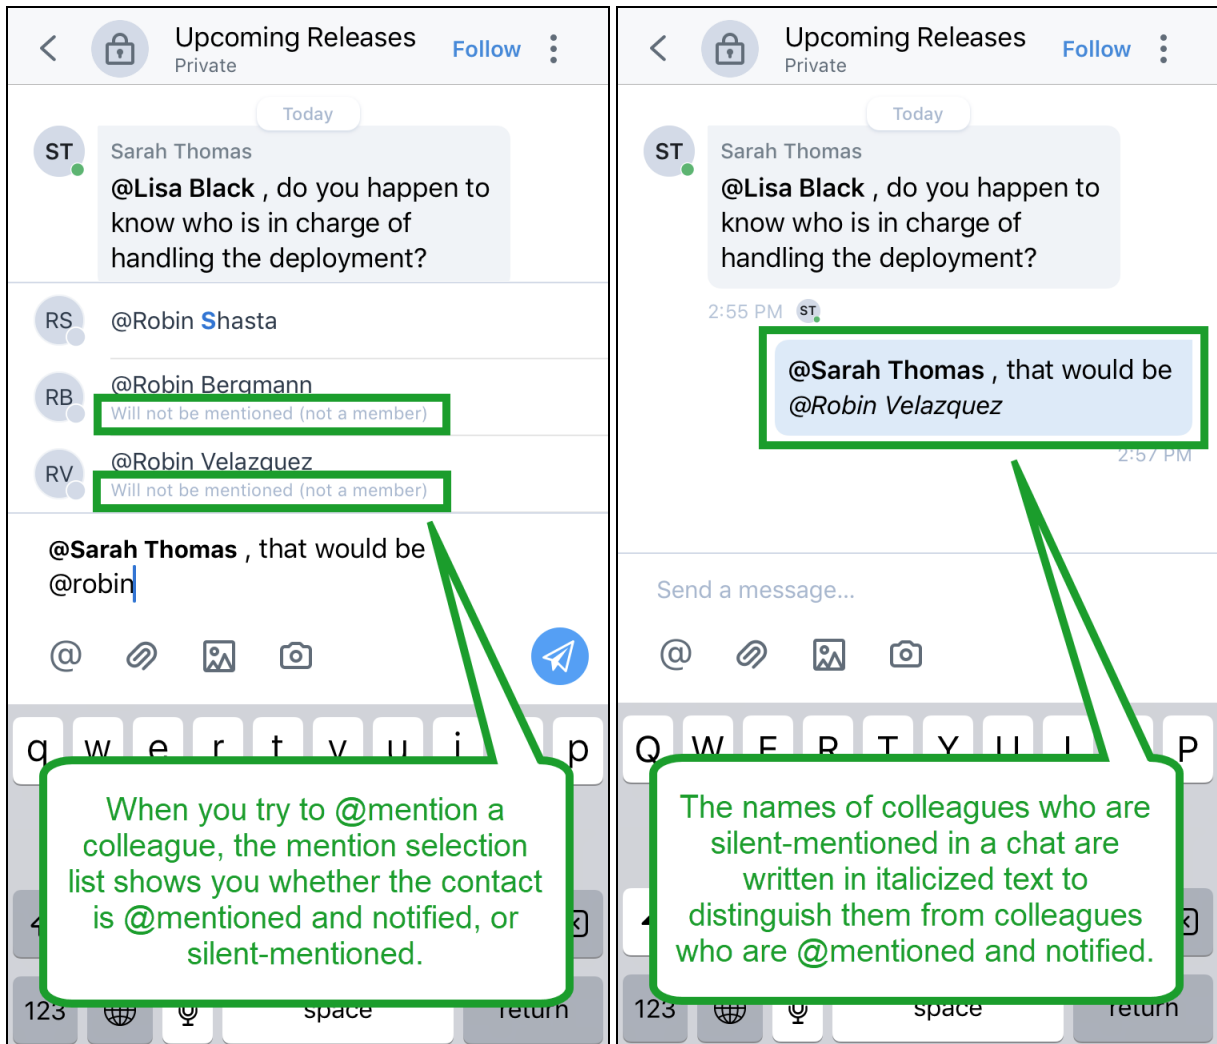 Upcoming Releases
Private
Follow
Today
ST
Sarah Thomas
@Lisa Black , do you happen to
know who is in charge of
handling the deployment?
RS
@Robin Shasta
RB
@Robin Bergmann
Will not be mentioned (not a member)
RV
@Robin Velazquez
Will not be mentioned (not a member)
@Sarah Thomas , that would be
@robin
@
q w e r t y u i p
When you try to @mention a
colleague, the mention selection
list shows you whether the contact
is @mentioned and notified, or
silent-mentioned.
123
space
return
Upcoming Releases
Private
Follow
Today
ST
Sarah Thomas
@Lisa Black , do you happen to
know who is in charge of
handling the deployment?
2:55 PM ST
@Sarah Thomas , that would be
@Robin Velazquez
2:57 PM
Send a message...
@
Q W E R T Y U I P
The names of colleagues who are
silent-mentioned in a chat are
written in italicized text to
distinguish them from colleagues
who are @mentioned and notified.
123
space
return